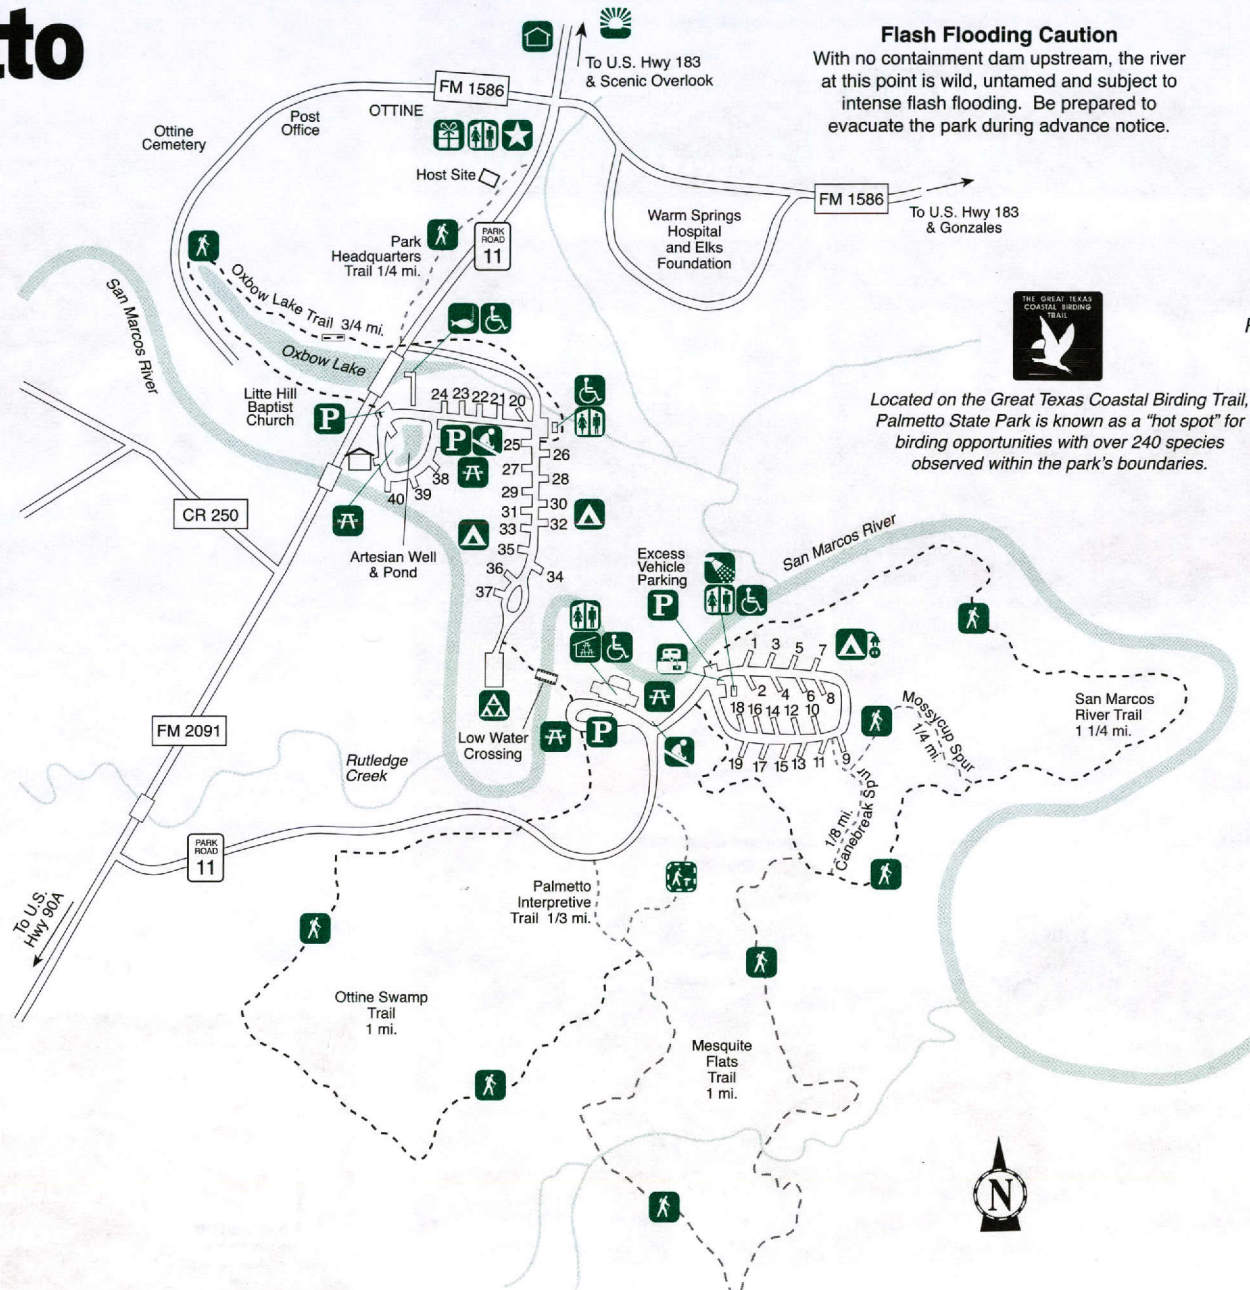 tto
Flash Flooding Caution
With no containment dam upstream, the river
at this point is wild, untamed and subject to
intense flash flooding. Be prepared to
evacuate the park during advance notice.
To U.S. Hwy 183
& Scenic Overlook
FM 1586
OTTINE
Post
Office
Ottine
Cemetery
Host Site
FM 1586
To U.S. Hwy 183
& Gonzales
Warm Springs
Hospital
and Elks
Foundation
PARK
ROAD
11
Park
Headquarters
Trail 1/4 mi.
San Marcos
River
Oxbow Lake Trail 3/4 mi.
Oxbow Lake
THE GREAT TEXAS
COASTAL BIRDING
TRAIL
Located on the Great Texas Coastal Birding Trail,
Palmetto State Park is known as a “hot spot” for
birding opportunities with over 240 species
observed within the park's boundaries.
Litte Hill
Baptist
Church
P
24 23 22 21 20
P
25
26
27
28
29
30
31
32
33
34
35
36
37
38
39
40
CR 250
Artesian Well
& Pond
Excess
Vehicle
Parking
P
San Marcos River
1 3 5 7
2 4 6 8
18 16 14 12 10
19 17 15 13 11 9
Mossycup Spur
1/4 mi.
San Marcos
River Trail
1 1/4 mi.
Low Water
Crossing
P
FM 2091
Rutledge
Creek
1/8 mi.
Canebreak Spur
PARK
ROAD
11
To U.S.
Hwy 90A
Palmetto
Interpretive
Trail 1/3 mi.
Ottine Swamp
Trail
1 mi.
Mesquite
Flats
Trail
1 mi.
N